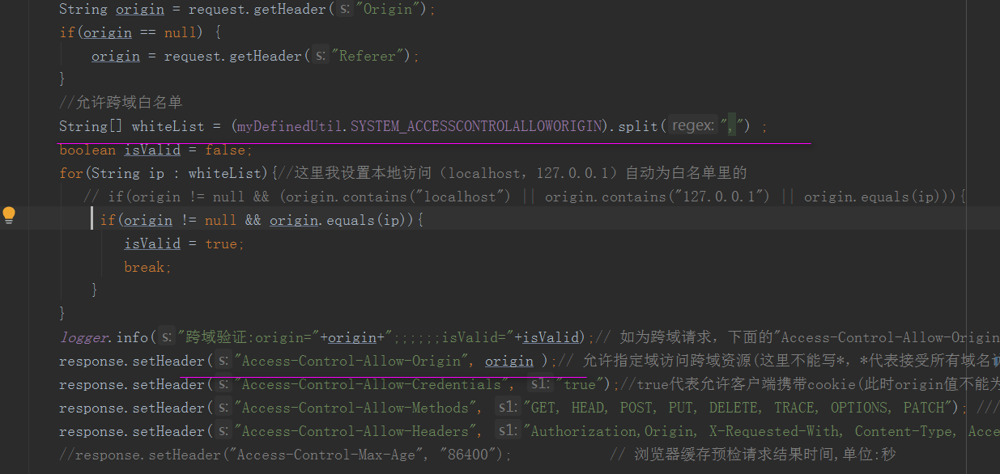 String origin = request.getHeader( s: "Origin");
if(origin == null) {
origin = request.getHeader( s: "Referer");
}
//允许跨域白名单
String[] whiteList = (myDefinedUtil.SYSTEM_ACCESSCONTROLALLOWORIGIN).split( regex: ",") ;
boolean isValid = false;
for(String ip : whiteList){//这里我设置本地访问（localhost，127.0.0.1）自动为白名单里的
// if(origin != null && (origin.contains("localhost") || origin.contains("127.0.0.1") || origin.equals(ip))){
if(origin != null && origin.equals(ip)){
isValid = true;
break;
}
}
logger.info( s: "跨域验证:origin="+origin+";;;;;;isValid="+isValid);// 如为跨域请求，下面的"Access-Control-Allow-Origin
response.setHeader( s: "Access-Control-Allow-Origin", origin );// 允许指定域访问跨域资源(这里不能写*，*代表接受所有域名
response.setHeader( s: "Access-Control-Allow-Credentials", s1: "true");//true代表允许客户端携带cookie(此时origin值不能为
response.setHeader( s: "Access-Control-Allow-Methods", s1: "GET, HEAD, POST, PUT, DELETE, TRACE, OPTIONS, PATCH"); ///
response.setHeader( s: "Access-Control-Allow-Headers", s1: "Authorization,Origin, X-Requested-With, Content-Type, Acce
//response.setHeader("Access-Control-Max-Age", "86400"); // 浏览器缓存预检请求结果时间,单位:秒